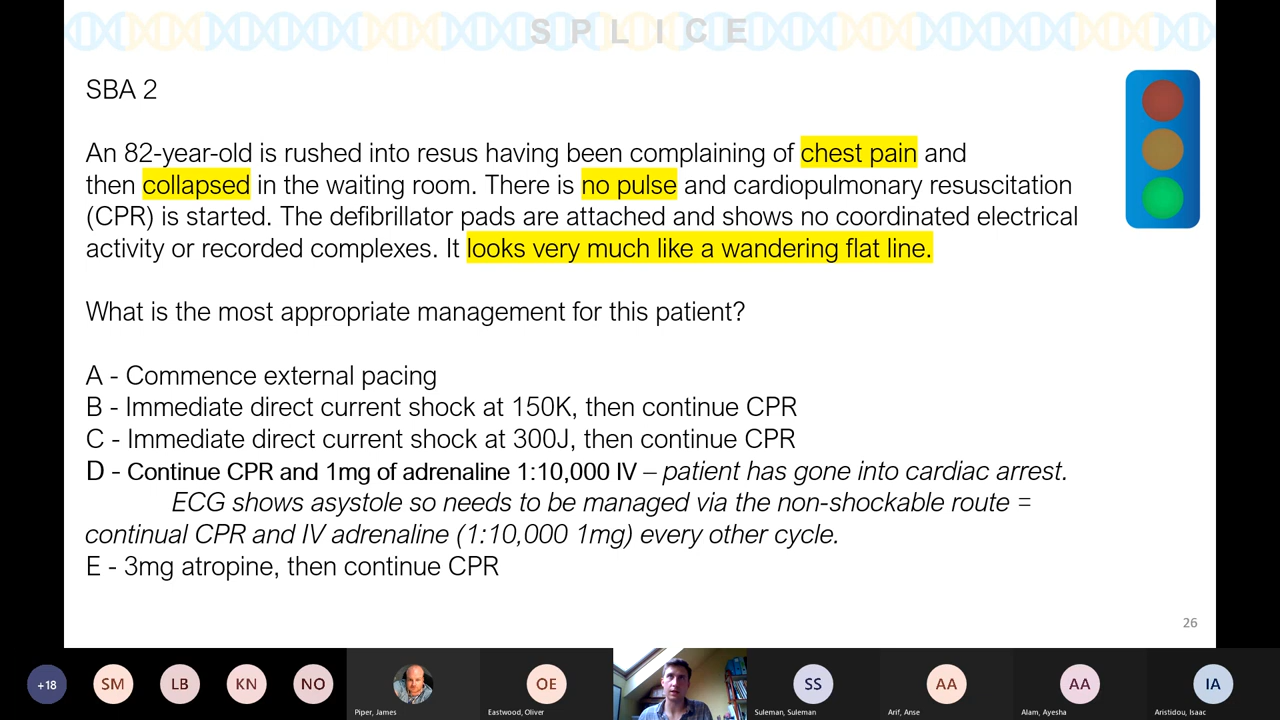 SPLICE
SBA 2
An 82-year-old is rushed into resus having been complaining of chest pain and
then collapsed in the waiting room. There is no pulse and cardiopulmonary resuscitation
(CPR) is started. The defibrillator pads are attached and shows no coordinated electrical
activity or recorded complexes. It looks very much like a wandering flat line.
What is the most appropriate management for this patient?
A - Commence external pacing
B - Immediate direct current shock at 150K, then continue CPR
C - Immediate direct current shock at 300J, then continue CPR
D - Continue CPR and 1mg of adrenaline 1:10,000 IV – patient has gone into cardiac arrest.
ECG shows asystole so needs to be managed via the non-shockable route =
continual CPR and IV adrenaline (1:10,000 1mg) every other cycle.
E - 3mg atropine, then continue CPR
26
+18 SM LB KN NO OE SS AA AA IA
Piper, James Eastwood, Oliver Suleman, Suleman Arif, Anse Alam, Ayesha Aristidou, Isaac